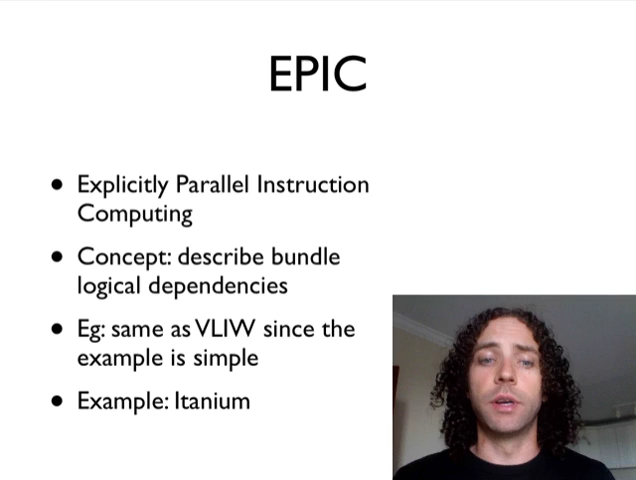 EPIC
• Explicitly Parallel Instruction
Computing
• Concept: describe bundle
logical dependencies
• Eg: same as VLIW since the
example is simple
• Example: Itanium